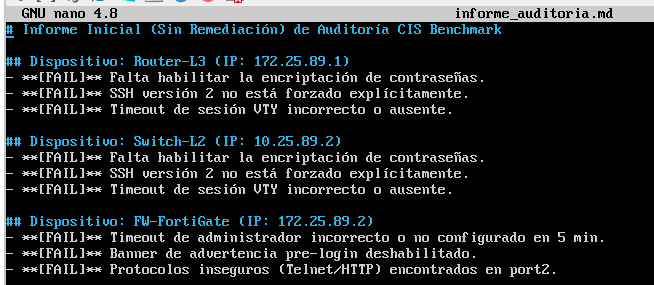 GNU nano 4.8 informe_auditoria.md
# Informe Inicial (Sin Remediación) de Auditoría CIS Benchmark
## Dispositivo: Router-L3 (IP: 172.25.89.1)
- **[FAIL]** Falta habilitar la encriptación de contraseñas.
- **[FAIL]** SSH versión 2 no está forzado explícitamente.
- **[FAIL]** Timeout de sesión VTY incorrecto o ausente.
## Dispositivo: Switch-L2 (IP: 10.25.89.2)
- **[FAIL]** Falta habilitar la encriptación de contraseñas.
- **[FAIL]** SSH versión 2 no está forzado explícitamente.
- **[FAIL]** Timeout de sesión VTY incorrecto o ausente.
## Dispositivo: FW-FortiGate (IP: 172.25.89.2)
- **[FAIL]** Timeout de administrador incorrecto o no configurado en 5 min.
- **[FAIL]** Banner de advertencia pre-login deshabilitado.
- **[FAIL]** Protocolos inseguros (Telnet/HTTP) encontrados en port2.